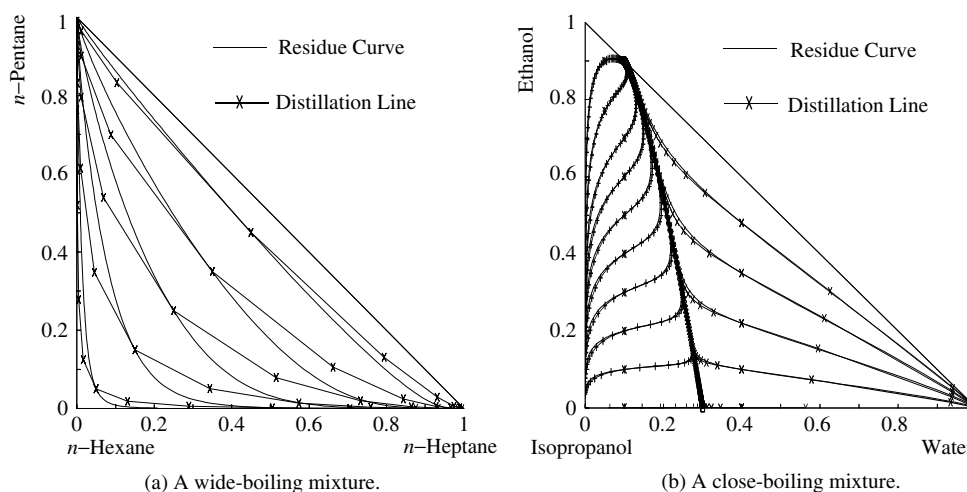 1
0.8
0.6
0.4
0.2
0
n–Pentane
Residue Curve
Distillation Line
0 0.2 0.4 0.6 0.8 1
n–Hexane n–Heptane
(a) A wide-boiling mixture.
1
0.8
0.6
0.4
0.2
0
Ethanol
Residue Curve
Distillation Line
0 0.2 0.4 0.6 0.8
Isopropanol Water
(b) A close-boiling mixture.